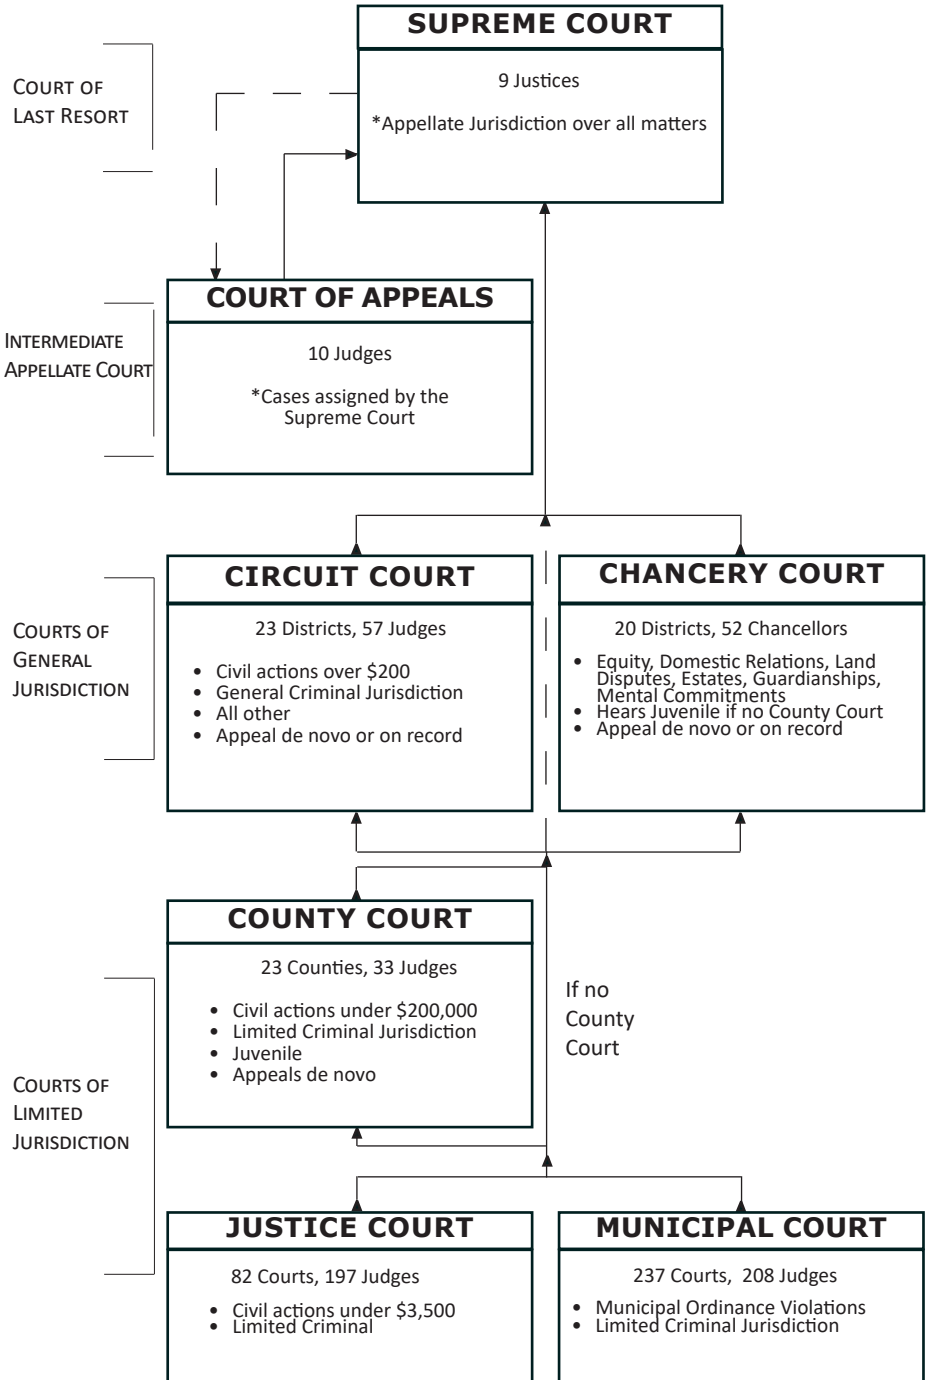 SUPREME COURT
COURT OF
LAST RESORT
9 Justices
*Appellate Jurisdiction over all matters
COURT OF APPEALS
INTERMEDIATE
APPELLATE COURT
10 Judges
*Cases assigned by the
Supreme Court
CIRCUIT COURT
CHANCERY COURT
COURTS OF
GENERAL
JURISDICTION
23 Districts, 57 Judges
• Civil actions over $200
• General Criminal Jurisdiction
• All other
• Appeal de novo or on record
20 Districts, 52 Chancellors
• Equity, Domestic Relations, Land
Disputes, Estates, Guardianships,
Mental Commitments
• Hears Juvenile if no County Court
• Appeal de novo or on record
COUNTY COURT
23 Counties, 33 Judges
• Civil actions under $200,000
• Limited Criminal Jurisdiction
• Juvenile
• Appeals de novo
If no
County
Court
COURTS OF
LIMITED
JURISDICTION
JUSTICE COURT
82 Courts, 197 Judges
• Civil actions under $3,500
• Limited Criminal
MUNICIPAL COURT
237 Courts, 208 Judges
• Municipal Ordinance Violations
• Limited Criminal Jurisdiction